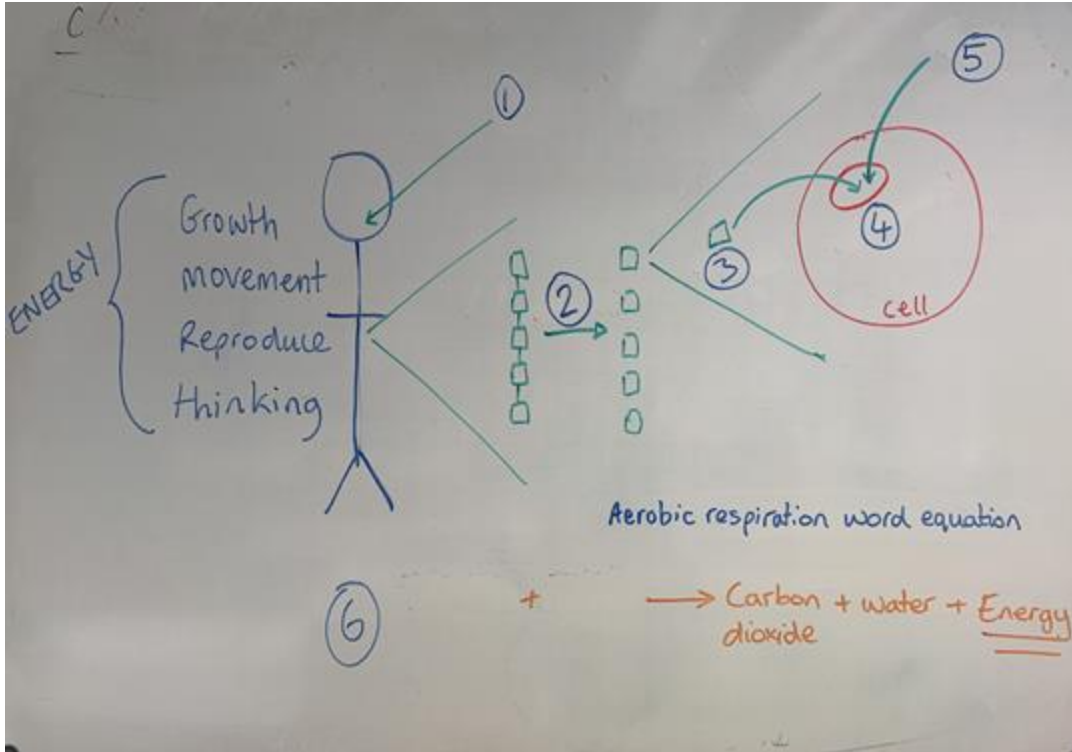 C
①
⑤
ENERGY
Growth
movement
Reproduce
thinking
②
③
④
cell
Aerobic respiration word equation
⑥
+ → Carbon + water + Energy
dioxide